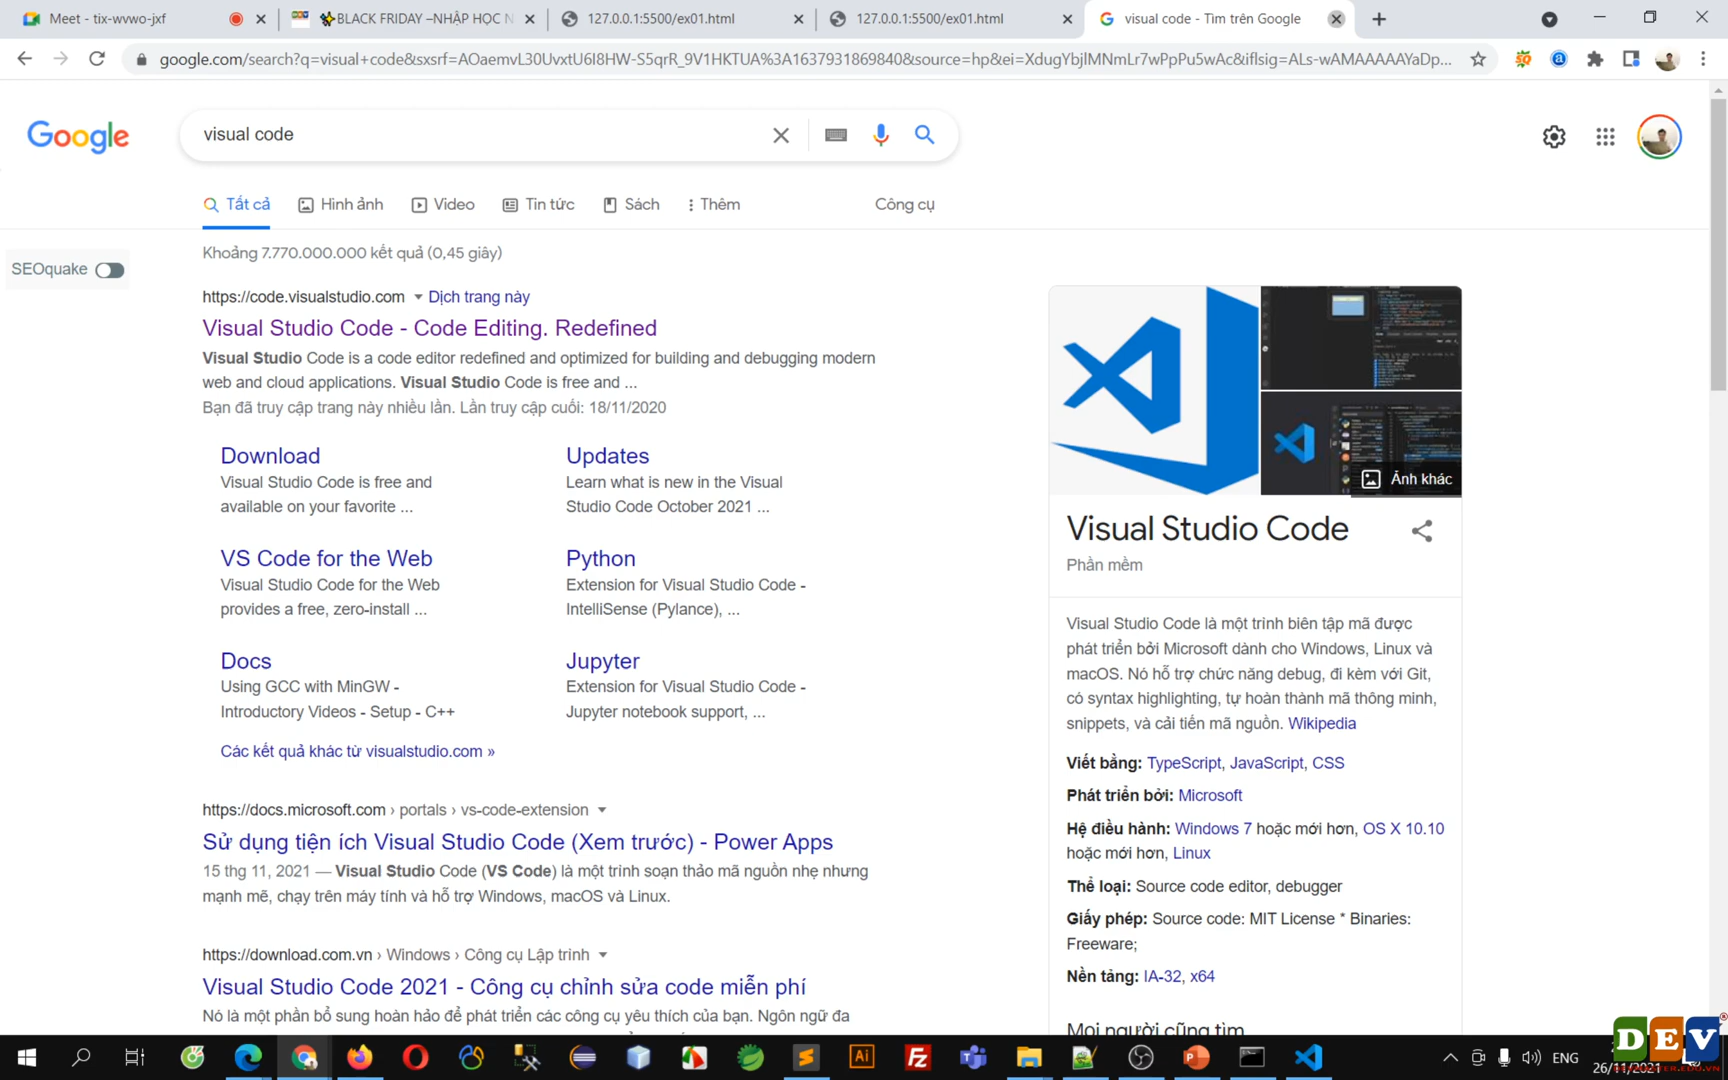 Meet - tix-vwvo-jxf
BLACK FRIDAY –NHẬP HỌC N
127.0.0.1:5500/ex01.html
127.0.0.1:5500/ex01.html
visual code - Tìm trên Google
google.com/search?q=visual+code&sxsrf=AOaemvL30UvxtU6I8HW-S5qrR_9V1HKTUA%3A1637931869840&source=hp&ei=XdugYbjlMNmLr7wPpPu5wAc&iflsig=ALs-wAMAAAAAYaDp...
Google
visual code
Tất cả
Hình ảnh
Video
Tin tức
Sách
Thêm
Công cụ
Khoảng 7.770.000.000 kết quả (0,45 giây)
SEOquake
https://code.visualstudio.com
Dịch trang này
Visual Studio Code - Code Editing. Redefined
Visual Studio Code is a code editor redefined and optimized for building and debugging modern
web and cloud applications. Visual Studio Code is free and ...
Bạn đã truy cập trang này nhiều lần. Lần truy cập cuối: 18/11/2020
Download
Visual Studio Code is free and
available on your favorite ...
Updates
Learn what is new in the Visual
Studio Code October 2021 ...
VS Code for the Web
Visual Studio Code for the Web
provides a free, zero-install ...
Python
Extension for Visual Studio Code -
IntelliSense (Pylance), ...
Docs
Using GCC with MinGW -
Introductory Videos - Setup - C++
Jupyter
Extension for Visual Studio Code -
Jupyter notebook support, ...
Các kết quả khác từ visualstudio.com »
https://docs.microsoft.com › portals › vs-code-extension
Sử dụng tiện ích Visual Studio Code (Xem trước) - Power Apps
15 thg 11, 2021 — Visual Studio Code (VS Code) là một trình soạn thảo mã nguồn nhẹ nhưng
mạnh mẽ, chạy trên máy tính và hỗ trợ Windows, macOS và Linux.
https://download.com.vn › Windows › Công cụ Lập trình
Visual Studio Code 2021 - Công cụ chỉnh sửa code miễn phí
Nó là một phần bổ sung hoàn hảo để phát triển các công cụ yêu thích của bạn. Ngôn ngữ đa
Ảnh khác
Visual Studio Code
Phần mềm
Visual Studio Code là một trình biên tập mã được
phát triển bởi Microsoft dành cho Windows, Linux và
macOS. Nó hỗ trợ chức năng debug, đi kèm với Git,
có syntax highlighting, tự hoàn thành mã thông minh,
snippets, và cải tiến mã nguồn. Wikipedia
Viết bằng: TypeScript, JavaScript, CSS
Phát triển bởi: Microsoft
Hệ điều hành: Windows 7 hoặc mới hơn, OS X 10.10
hoặc mới hơn, Linux
Thể loại: Source code editor, debugger
Giấy phép: Source code: MIT License * Binaries:
Freeware;
Nền tảng: IA-32, x64
Mọi người cũng tìm
ENG
26/11/2021
DEV